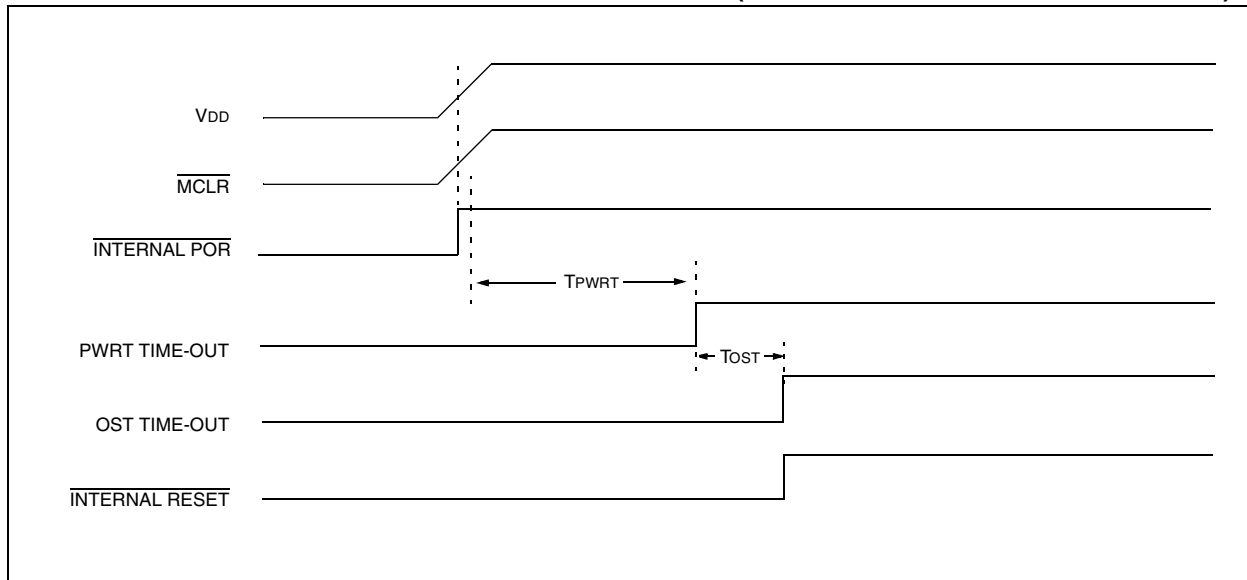 VDD
MCLR
INTERNAL POR
TPWRT
PWRT TIME-OUT
TOST
OST TIME-OUT
INTERNAL RESET